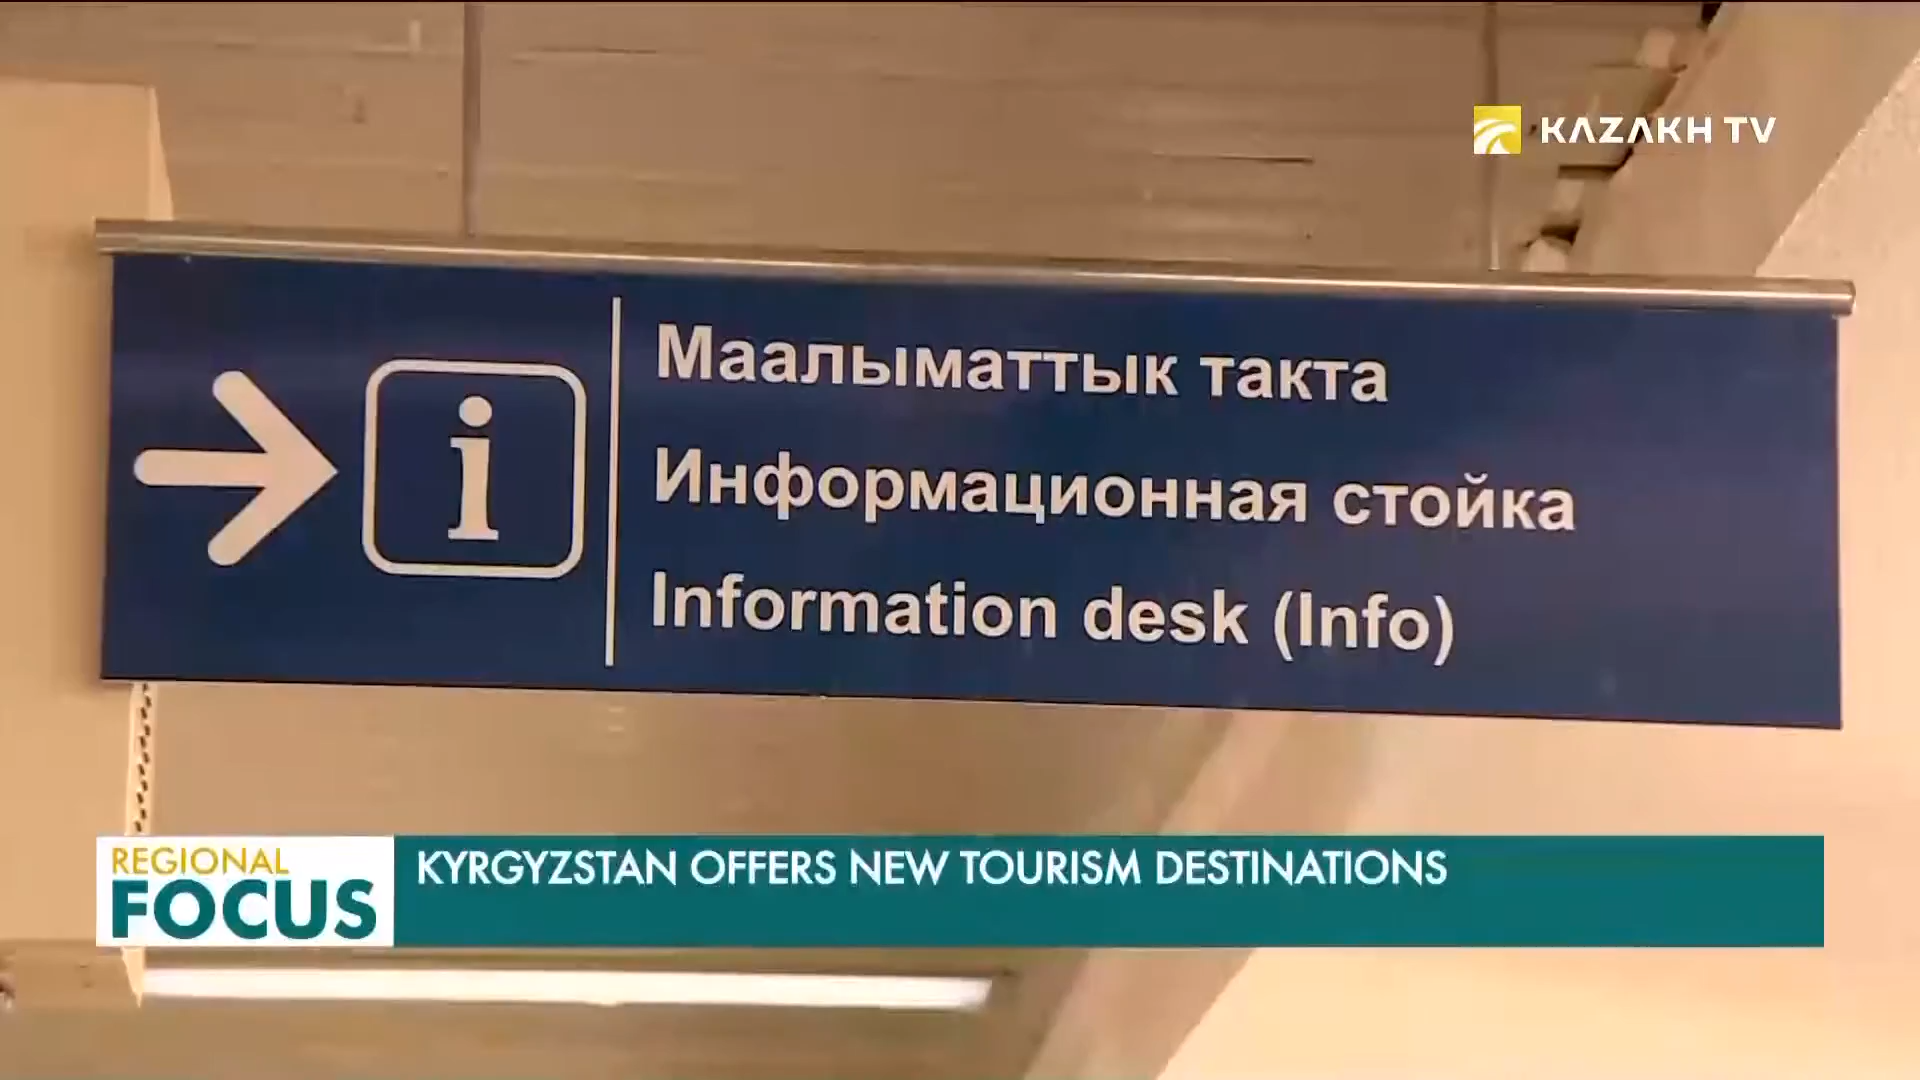 KAZAKH TV
Маалыматтык такта
Информационная стойка
Information desk (Info)
REGIONAL
FOCUS
KYRGYZSTAN OFFERS NEW TOURISM DESTINATIONS